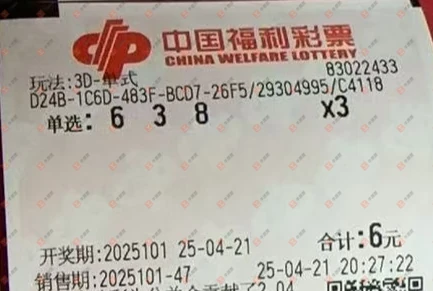 中国福利彩票
CHINA WELFARE LOTTERY
玩法:3D-单式 83022433
D24B-1C6D-483F-BCD7-26F5/29304995/C4118
单选: 6 3 8 X3
开奖期:2025101 25-04-21 合计:6元
销售期:2025101-47 25-04-21 20:27:22